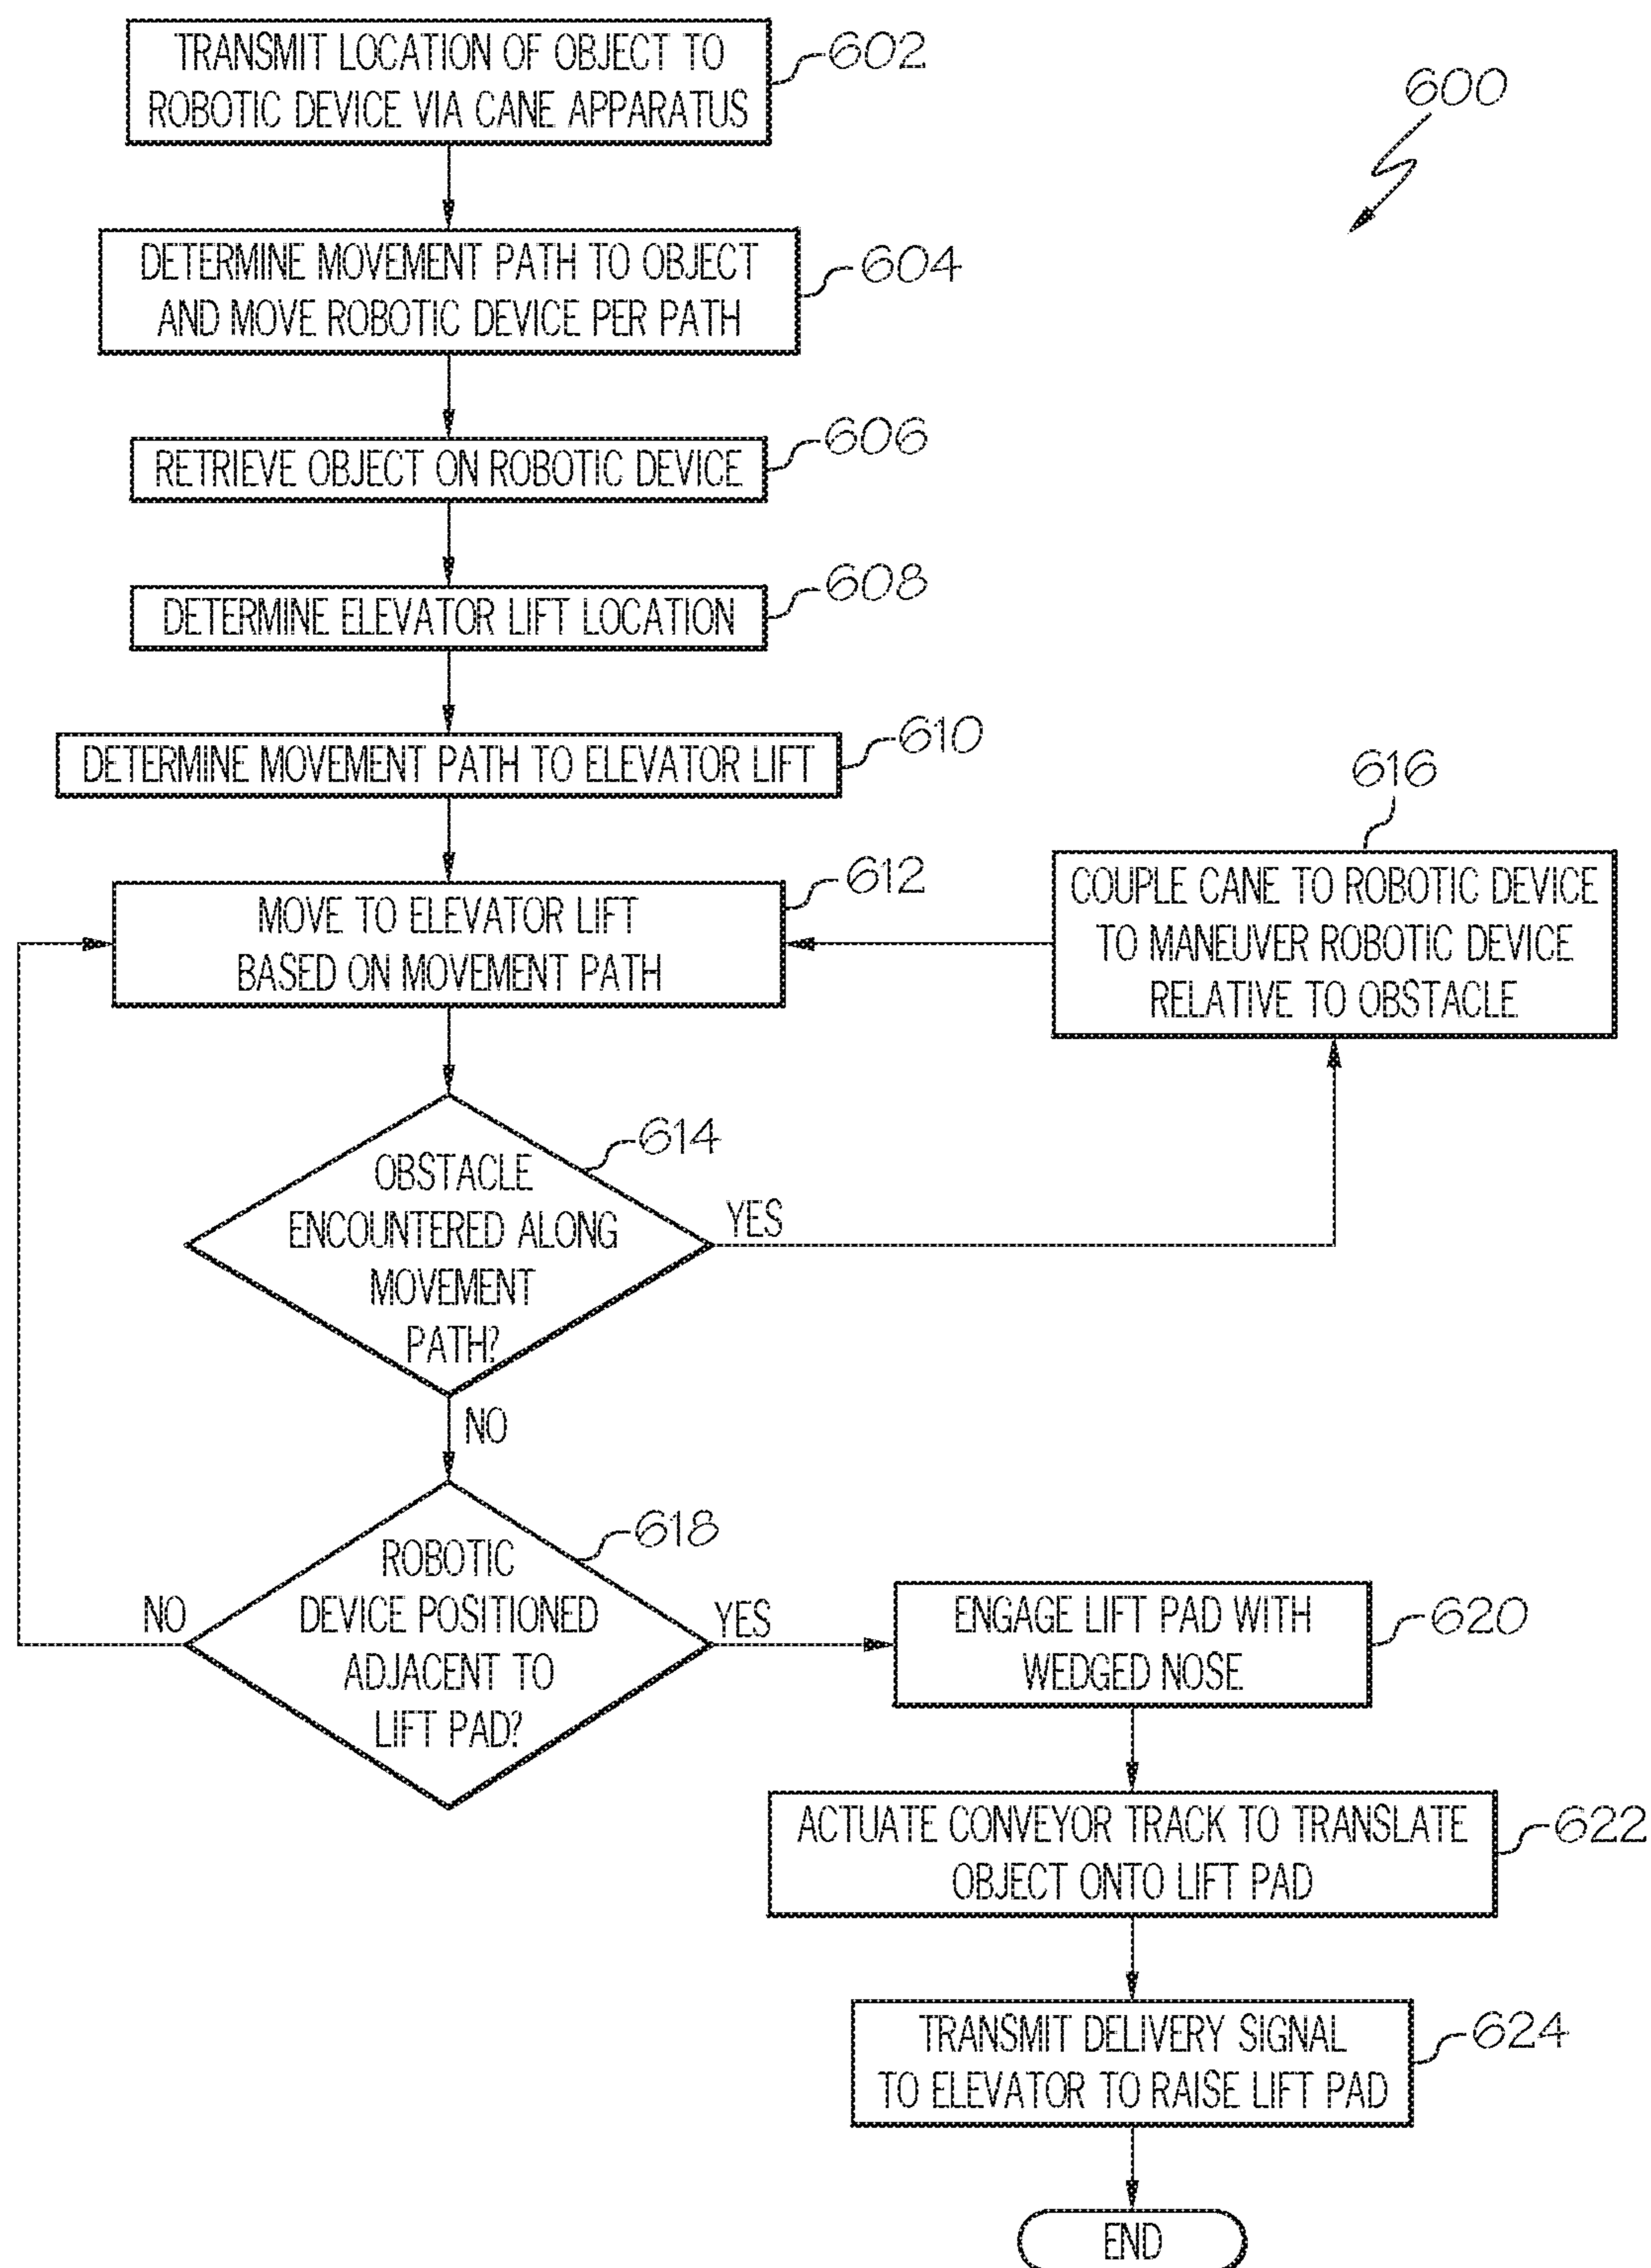 TRANSMIT LOCATION OF OBJECT TO
ROBOTIC DEVICE VIA CANE APPARATUS
602
600
DETERMINE MOVEMENT PATH TO OBJECT
AND MOVE ROBOTIC DEVICE PER PATH
604
RETRIEVE OBJECT ON ROBOTIC DEVICE
606
DETERMINE ELEVATOR LIFT LOCATION
608
DETERMINE MOVEMENT PATH TO ELEVATOR LIFT
610
MOVE TO ELEVATOR LIFT
BASED ON MOVEMENT PATH
612
616
COUPLE CANE TO ROBOTIC DEVICE
TO MANEUVER ROBOTIC DEVICE
RELATIVE TO OBSTACLE
OBSTACLE
ENCOUNTERED ALONG
MOVEMENT
PATH?
614
YES
NO
ROBOTIC
DEVICE POSITIONED
ADJACENT TO
LIFT PAD?
618
NO
YES
ENGAGE LIFT PAD WITH
WEDGED NOSE
620
ACTUATE CONVEYOR TRACK TO TRANSLATE
OBJECT ONTO LIFT PAD
622
TRANSMIT DELIVERY SIGNAL
TO ELEVATOR TO RAISE LIFT PAD
624
END